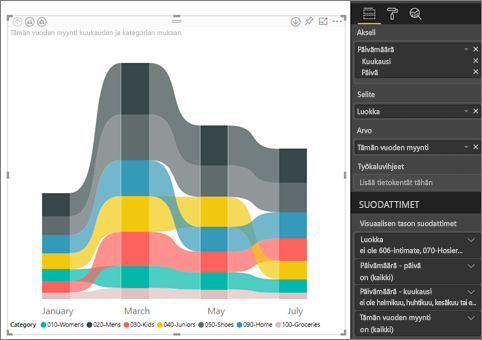 Tämän vuoden myynti kuukauden ja kategorian mukaan
January March May July
Category 010-Womens 020-Mens 030-Kids 040-Juniors 050-Shoes 090-Home 100-Groceries
Akseli
Päivämäärä
Kuukausi
Päivä
Selite
Luokka
Arvo
Tämän vuoden myynti
Työkaluvihjeet
Lisää tietokentät tähän
SUODATTIMET
Visuaalisen tason suodattimet
Luokka
ei ole 606-Intimate, 070-Hosier...
Päivämäärä - päivä
on (kaikki)
Päivämäärä - kuukausi
ei ole helmikuu, huhtikuu, kesäkuu tai e...
Tämän vuoden myynti
on (kaikki)